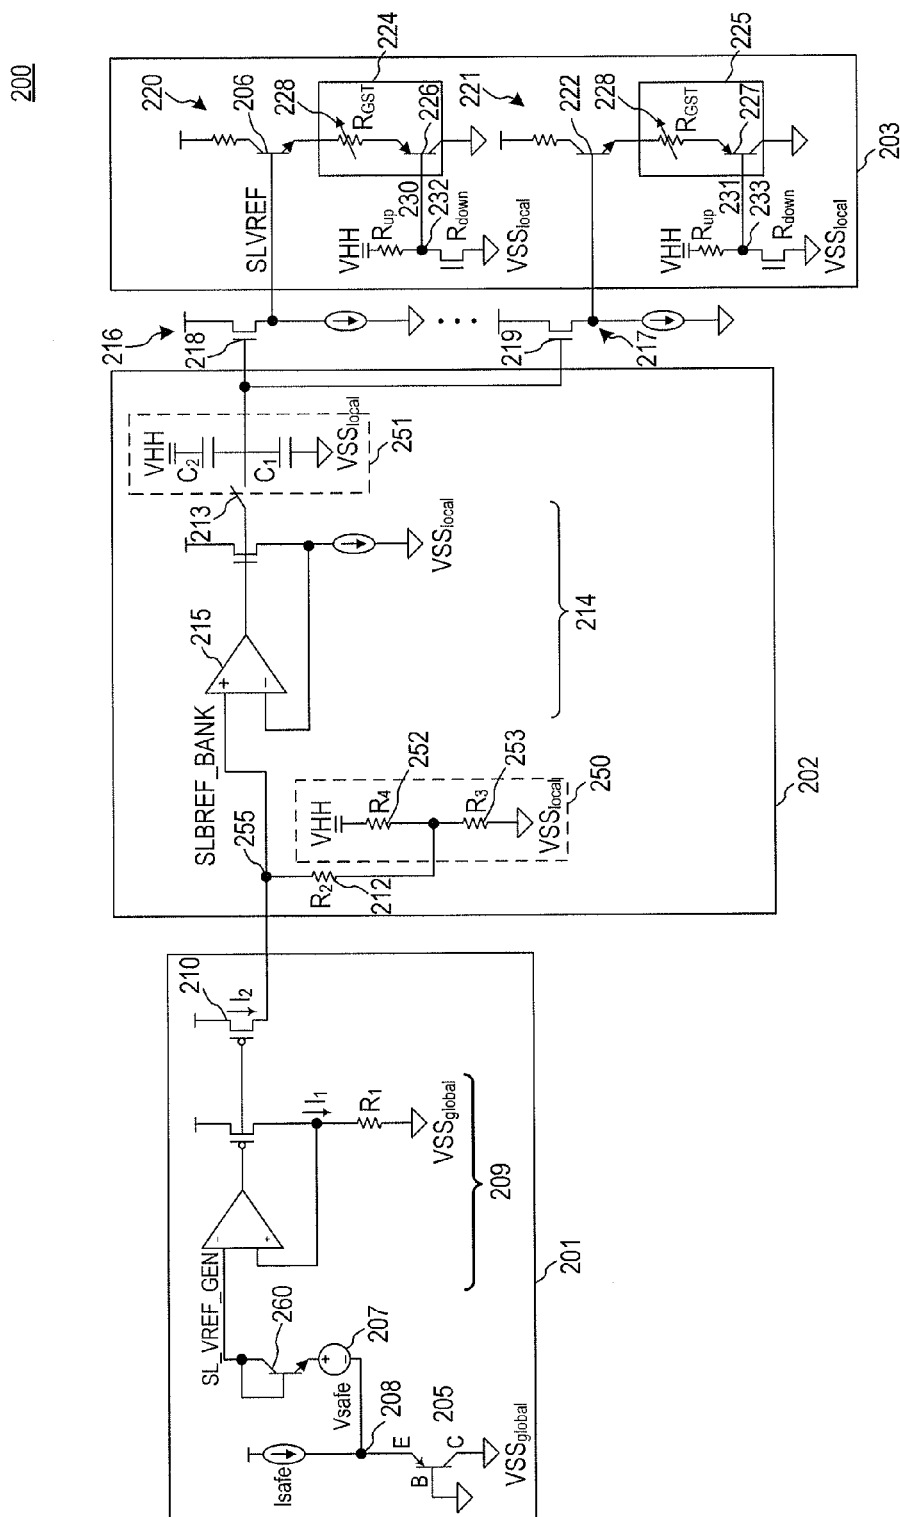 200
201
Isafe
208
E
B
C
205
VSSglobal
Vsafe
207
260
SL_VREF_GEN
-
+
209
I1
R1
VSSglobal
210
I2
202
255
SLBREF_BANK
R2
212
VHH
R4
252
R3
253
VSSlocal
250
215
+
-
214
VSSlocal
213
VHH
C2
C1
VSSlocal
251
216
218
219
217
203
220
206
SLVREF
228
RGST
224
226
230
232
VHH
Rup
Rdown
VSSlocal
221
222
228
RGST
225
227
231
233
VHH
Rup
Rdown
VSSlocal